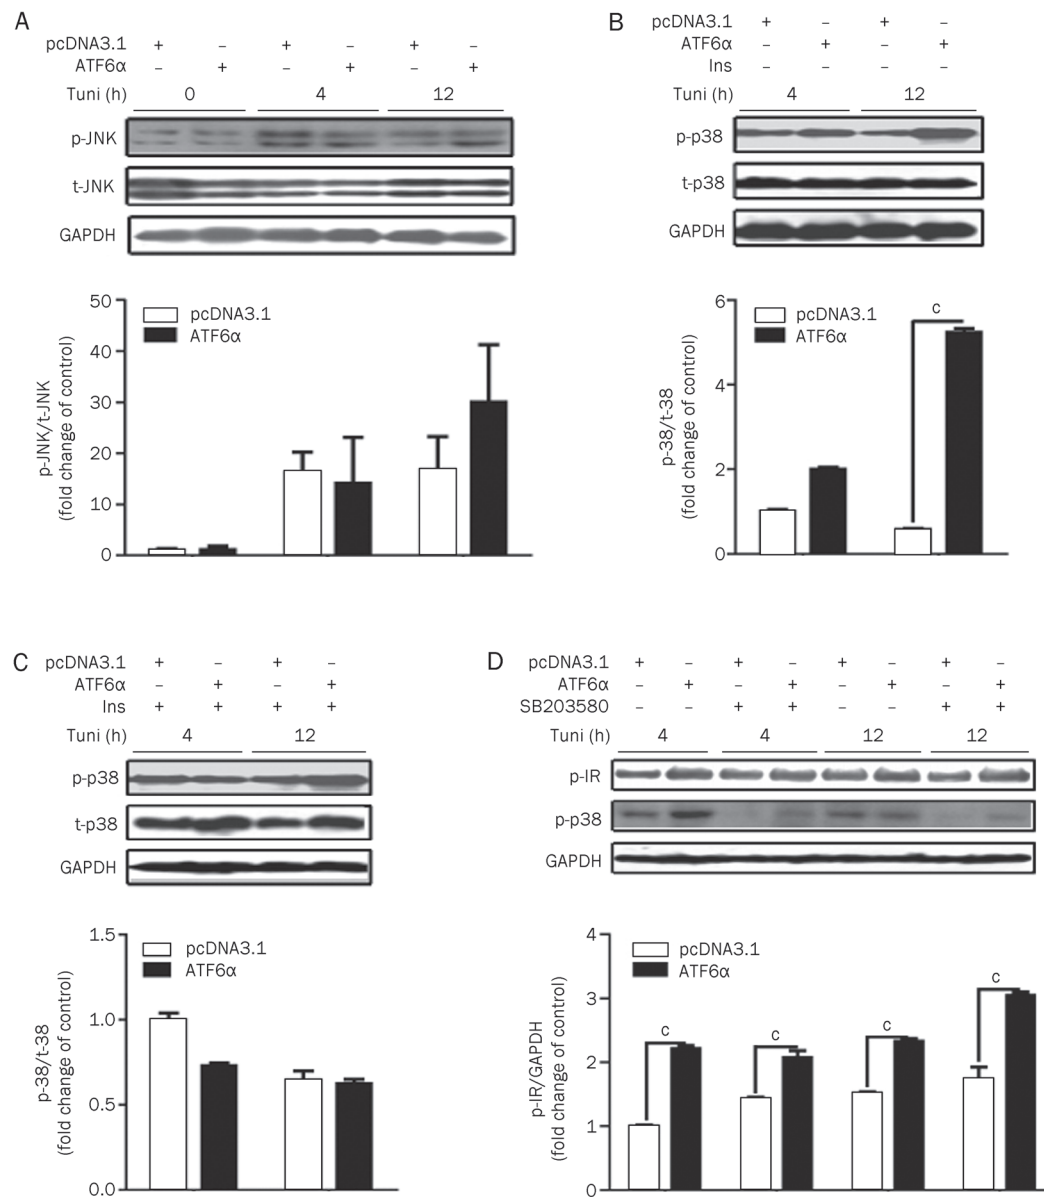 A
pcDNA3.1 + – + – + –
ATF6α – + – + – +
Tuni (h) 0 4 12
p-JNK
t-JNK
GAPDH
50
40
30
20
10
0
p-JNK/t-JNK
(fold change of control)
pcDNA3.1
ATF6α
B
pcDNA3.1 + – + –
ATF6α – + – +
Ins – – – –
Tuni (h) 4 12
p-p38
t-p38
GAPDH
6
4
2
0
p-38/t-38
(fold change of control)
pcDNA3.1
ATF6α
c
C
pcDNA3.1 + – + –
ATF6α – + – +
Ins + + + +
Tuni (h) 4 12
p-p38
t-p38
GAPDH
1.5
1.0
0.5
0.0
p-38/t-38
(fold change of control)
pcDNA3.1
ATF6α
D
pcDNA3.1 + – + – + – + –
ATF6α – + – + – + – +
SB203580 – – + + – – + +
Tuni (h) 4 4 12 12
p-IR
p-p38
GAPDH
4
3
2
1
0
p-IR/GAPDH
(fold change of control)
pcDNA3.1
ATF6α
c
c
c
c